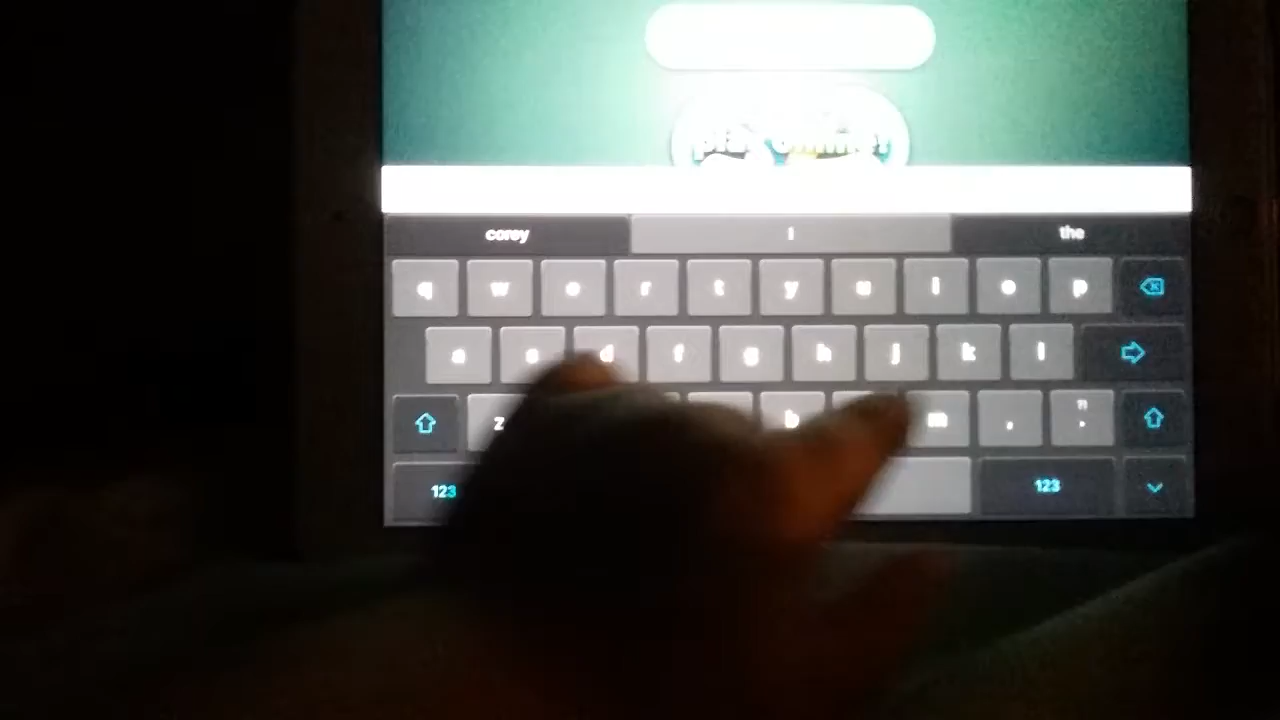 corey I the
q w e r t y u i o p
a s d f g h j k l
z b m , ?! .
123 123